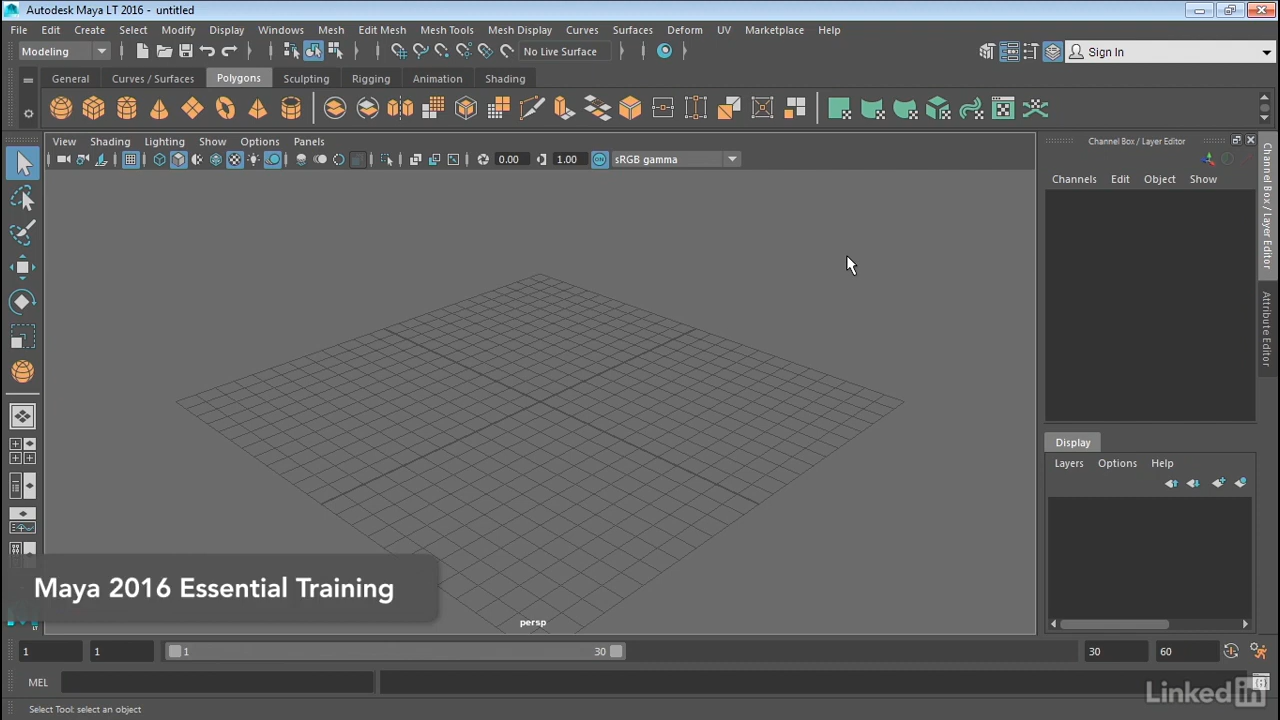 Autodesk Maya LT 2016 - untitled
File Edit Create Select Modify Display Windows Mesh Edit Mesh Mesh Tools Mesh Display Curves Surfaces Deform UV Marketplace Help
Modeling No Live Surface Sign In
General Curves / Surfaces Polygons Sculpting Rigging Animation Shading
View Shading Lighting Show Options Panels
0.00 1.00 ON sRGB gamma
Channel Box / Layer Editor
Channels Edit Object Show
Channel Box / Layer Editor
Attribute Editor
Display
Layers Options Help
Maya 2016 Essential Training
LT
persp
1 1 1 30 30 60
MEL
Linked in
Select Tool: select an object